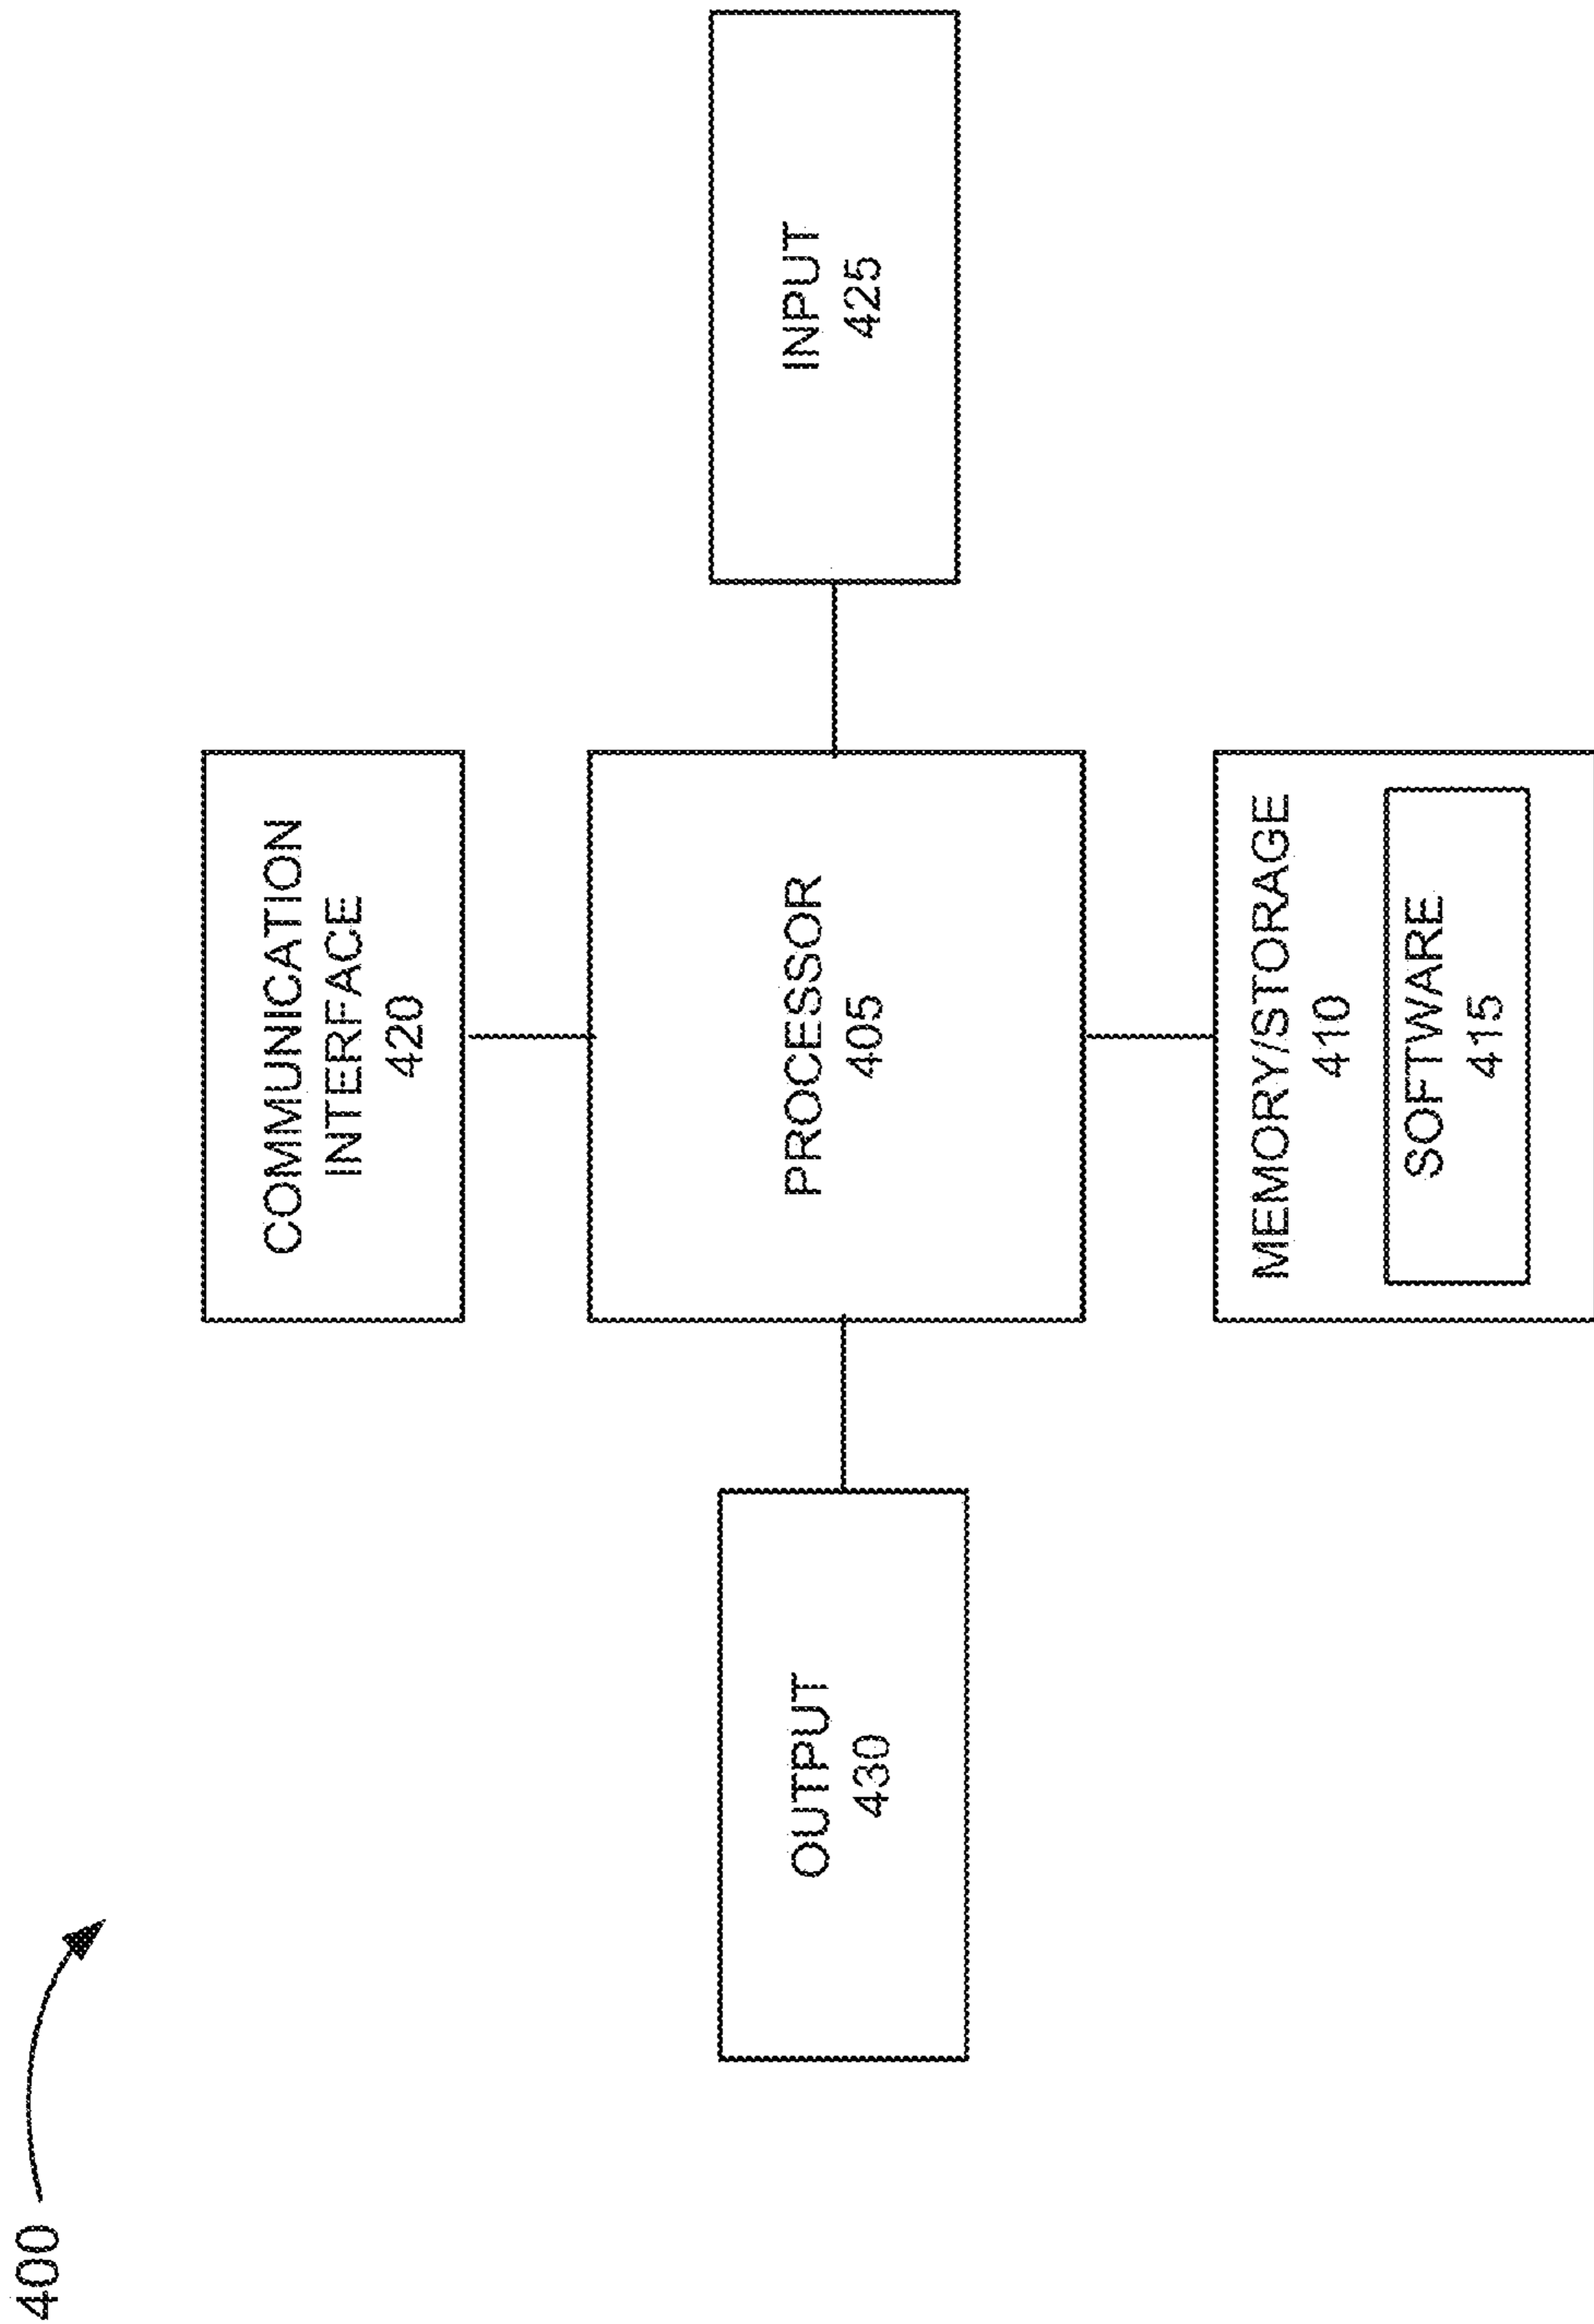 400
COMMUNICATION
INTERFACE
420
OUTPUT
430
PROCESSOR
405
INPUT
425
MEMORY/STORAGE
410
SOFTWARE
415